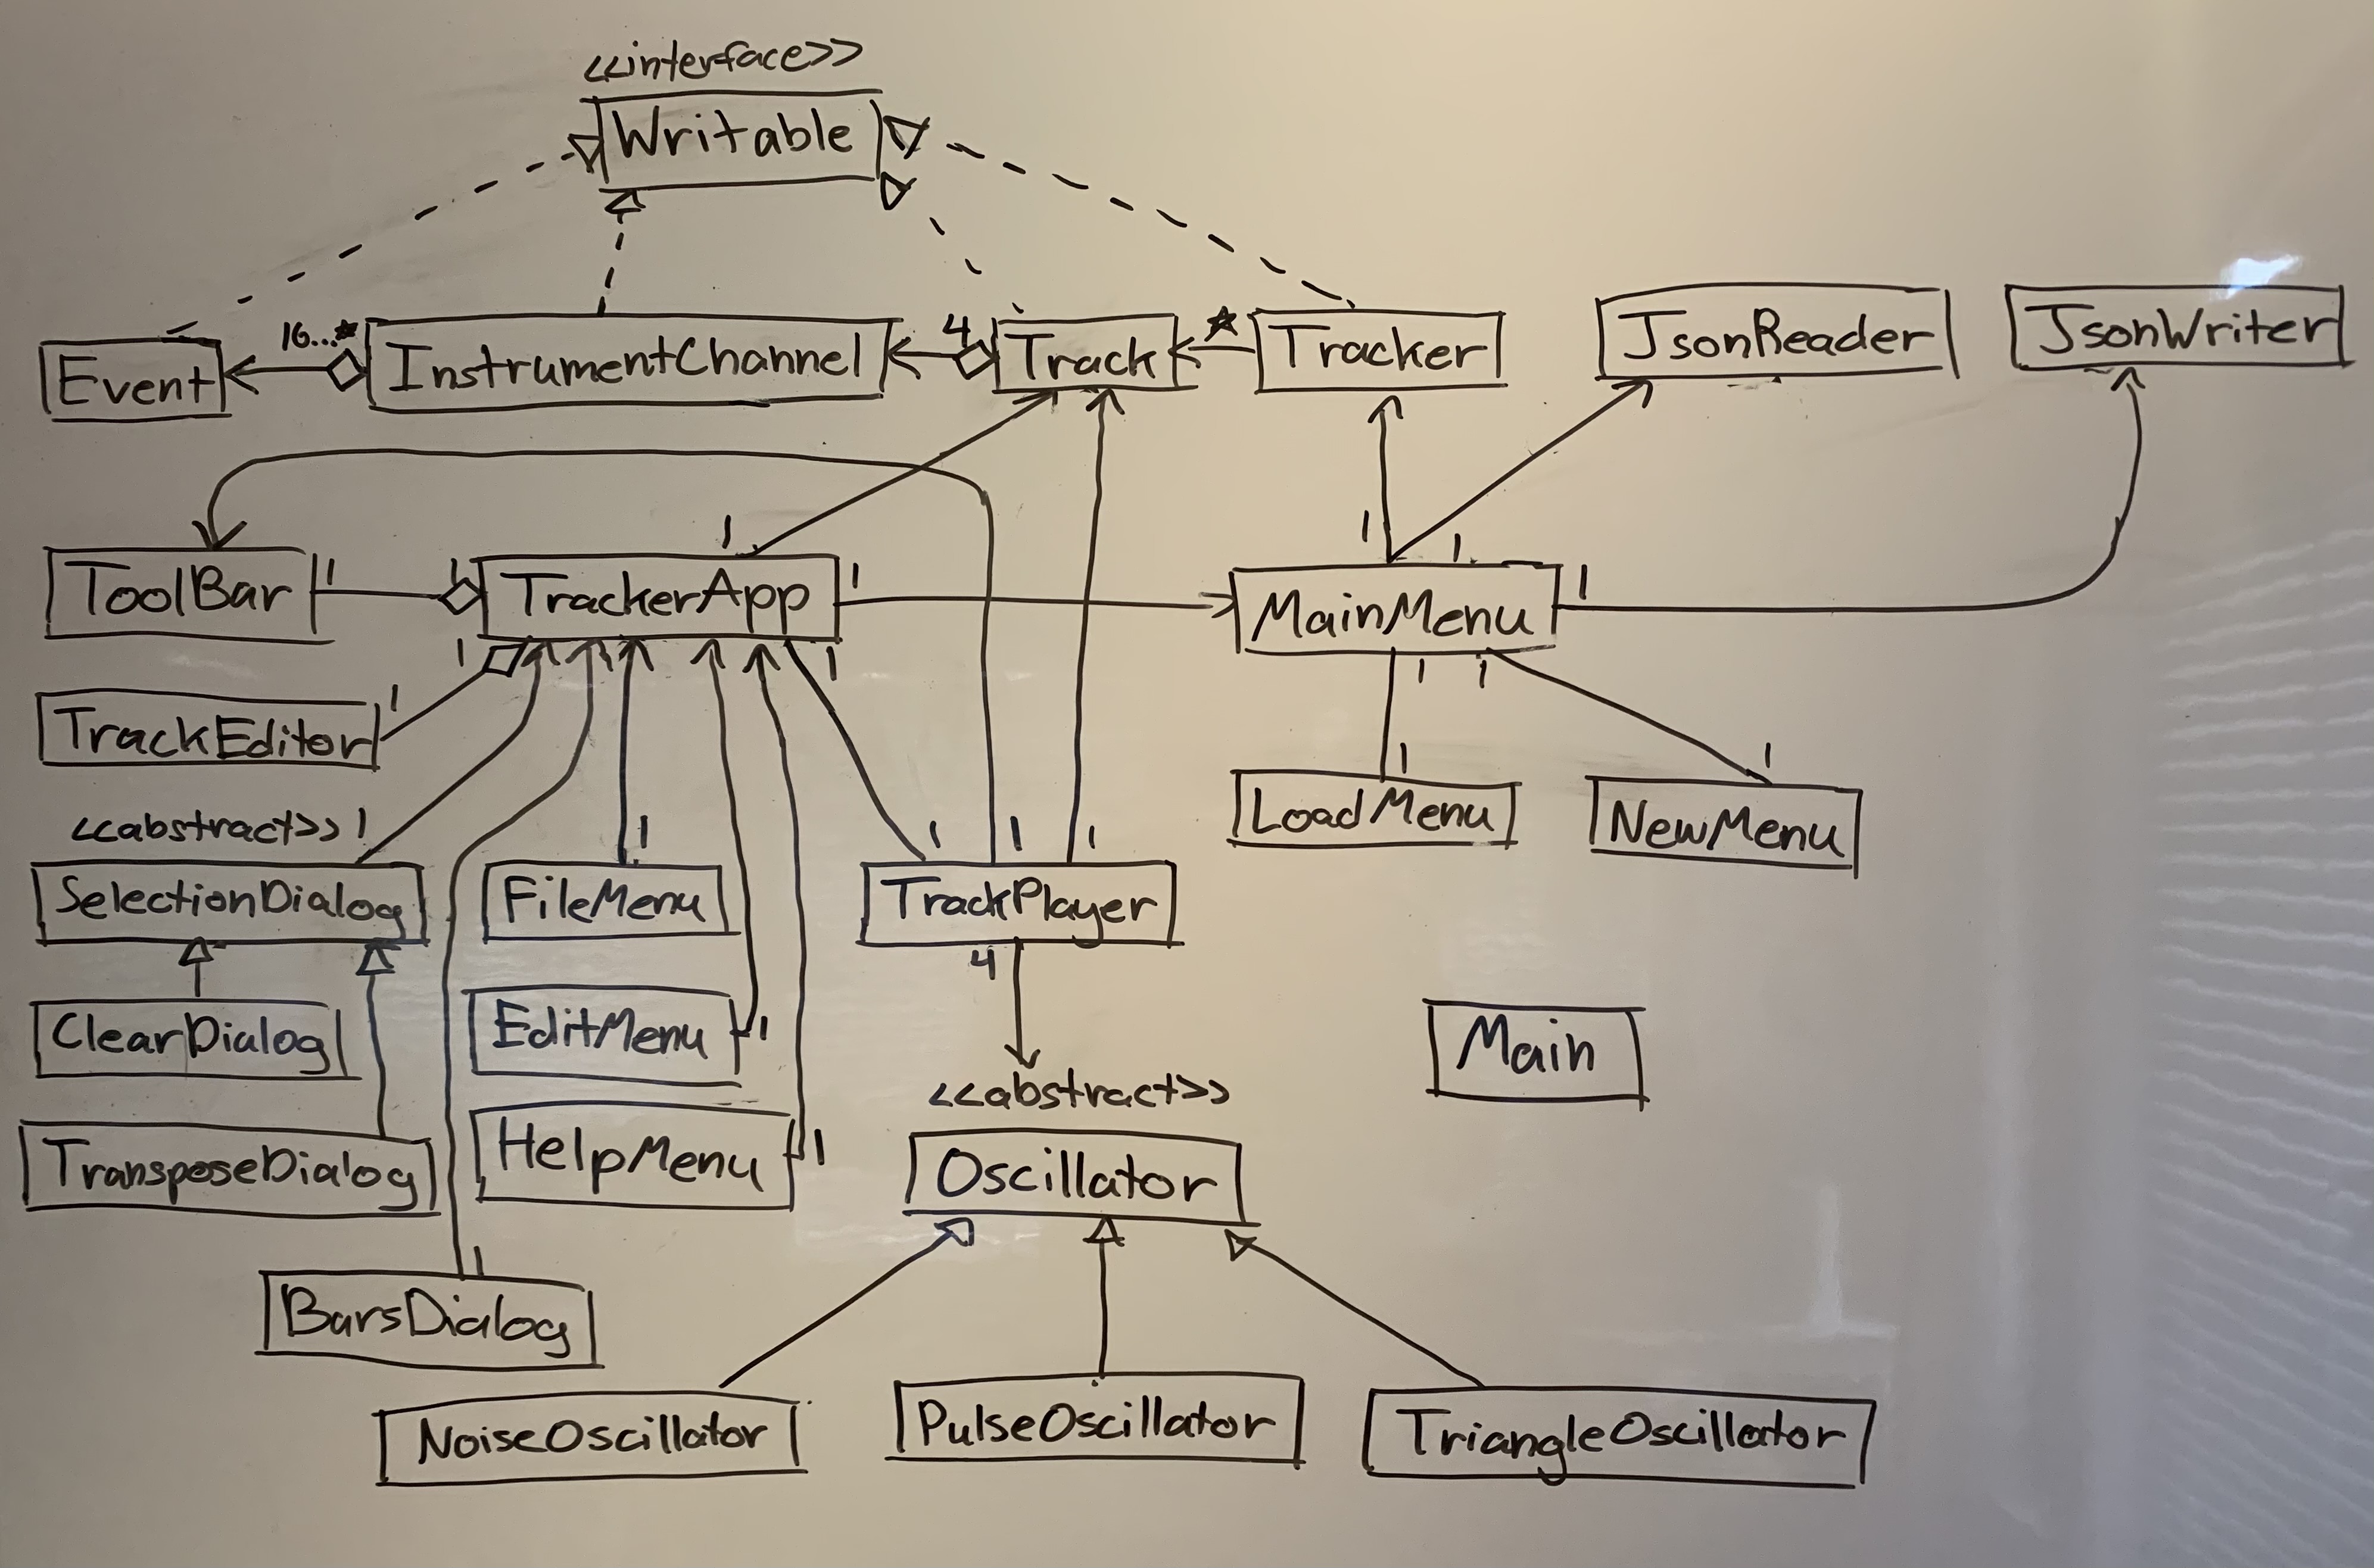 <<interface>>
Writable
16...*
4
*
Event
InstrumentChannel
Track
Tracker
JsonReader
JsonWriter
1
1
1
ToolBar
1
1
TrackerApp
1
MainMenu
1
1
1
1
1
TrackEditor
1
1
1
<<abstract>> 1
1
1
1
1
LoadMenu
NewMenu
SelectionDialog
FileMenu
TrackPlayer
4
ClearDialog
EditMenu
1
Main
<<abstract>>
TransposeDialog
HelpMenu
1
Oscillator
1
BarsDialog
NoiseOscillator
PulseOscillator
TriangleOscillator